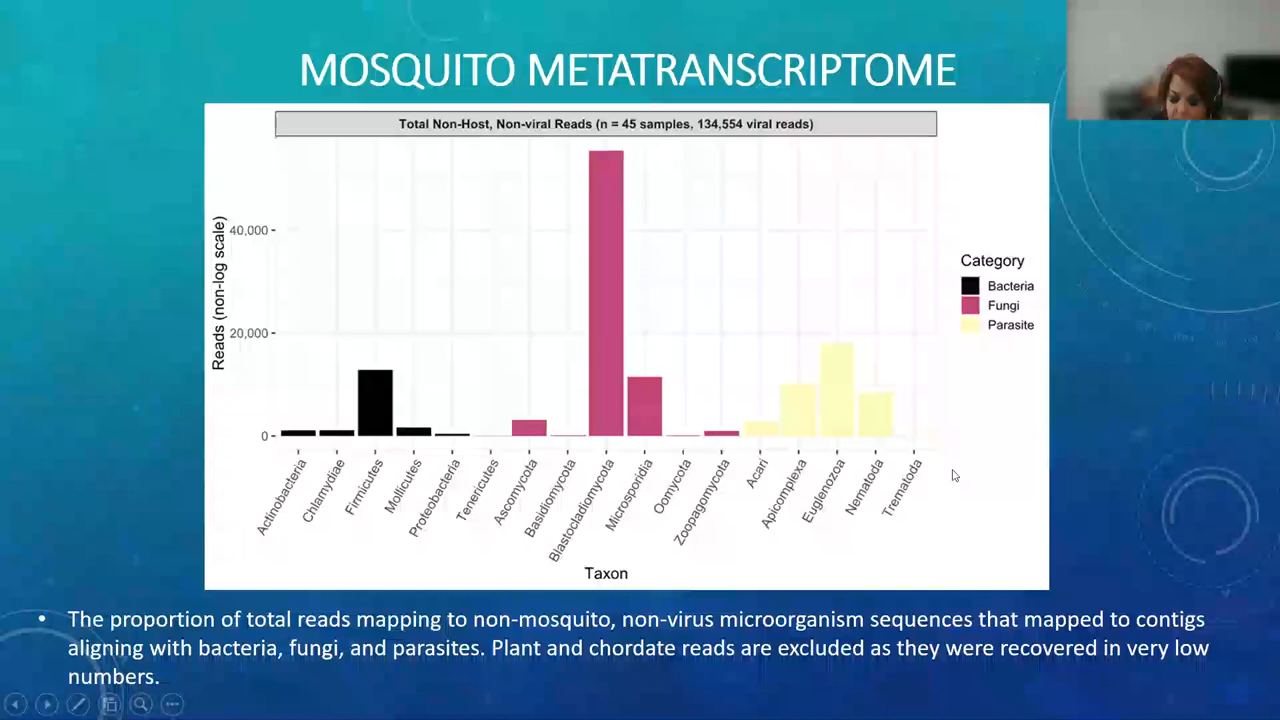 MOSQUITO METATRANSCRIPTOME
Total Non-Host, Non-viral Reads (n = 45 samples, 134,554 viral reads)
Reads (non-log scale)
40,000
20,000
0
Actinobacteria
Chlamydiae
Firmicutes
Mollicutes
Proteobacteria
Tenericutes
Ascomycota
Basidiomycota
Blastocladiomycota
Microsporidia
Oomycota
Zoopagomycota
Acari
Apicomplexa
Euglenozoa
Nematoda
Trematoda
Taxon
Category
Bacteria
Fungi
Parasite
• The proportion of total reads mapping to non-mosquito, non-virus microorganism sequences that mapped to contigs
aligning with bacteria, fungi, and parasites. Plant and chordate reads are excluded as they were recovered in very low
numbers.